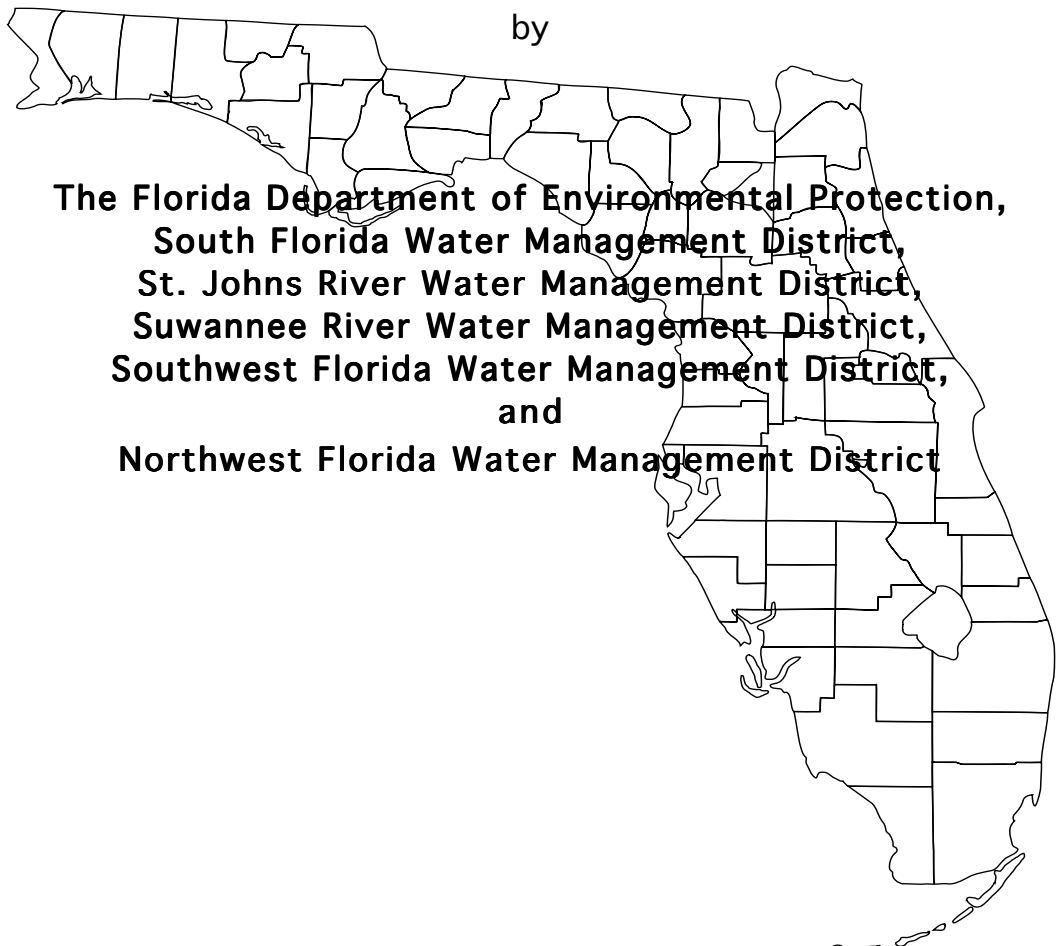 by
The Florida Department of Environmental Protection,
South Florida Water Management District,
St. Johns River Water Management District,
Suwannee River Water Management District,
Southwest Florida Water Management District,
and
Northwest Florida Water Management District